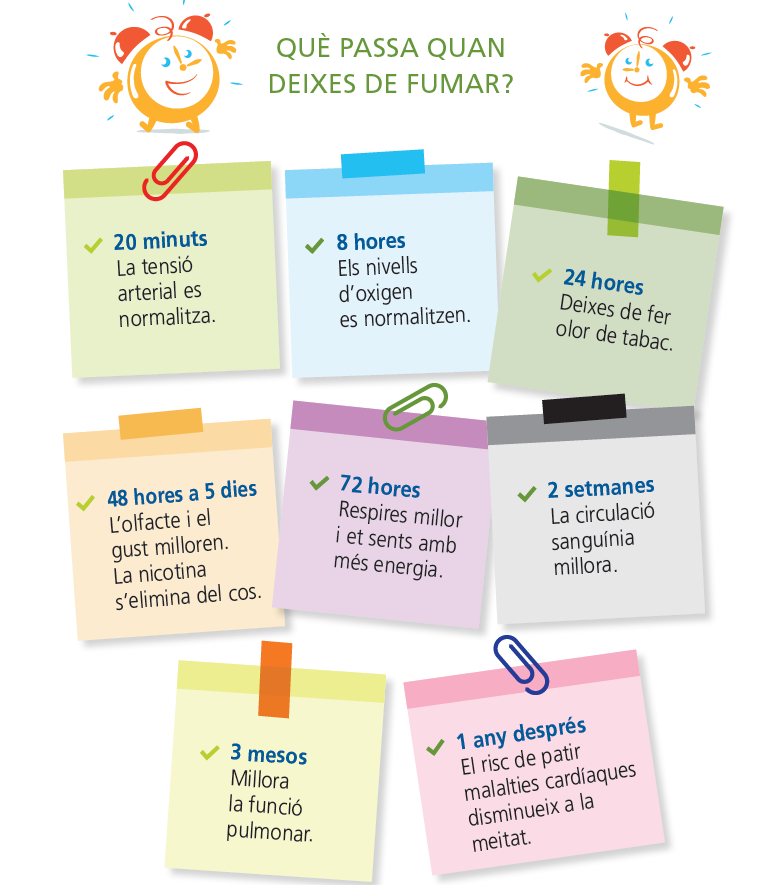 QUÈ PASSA QUAN
DEIXES DE FUMAR?
20 minuts
La tensió
arterial es
normalitza.
8 hores
Els nivells
d’oxigen
es normalitzen.
24 hores
Deixes de fer
olor de tabac.
48 hores a 5 dies
L’olfacte i el
gust milloren.
La nicotina
s’elimina del cos.
72 hores
Respires millor
i et sents amb
més energia.
2 setmanes
La circulació
sanguínia
millora.
3 mesos
Millora
la funció
pulmonar.
1 any després
El risc de patir
malalties cardíaques
disminueix a la
meitat.